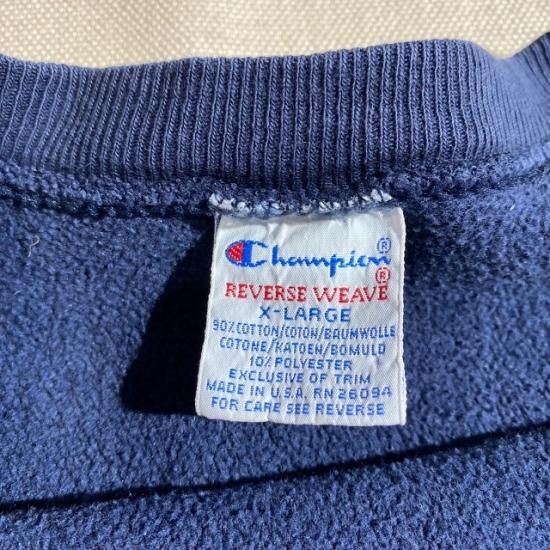 Champion®
REVERSE WEAVE®
X-LARGE
90% COTTON/COTON/BAUMWOLLE
COTONE/KATOEN/BOMULD
10% POLYESTER
EXCLUSIVE OF TRIM
MADE IN U.S.A. RN 26094
FOR CARE SEE REVERSE